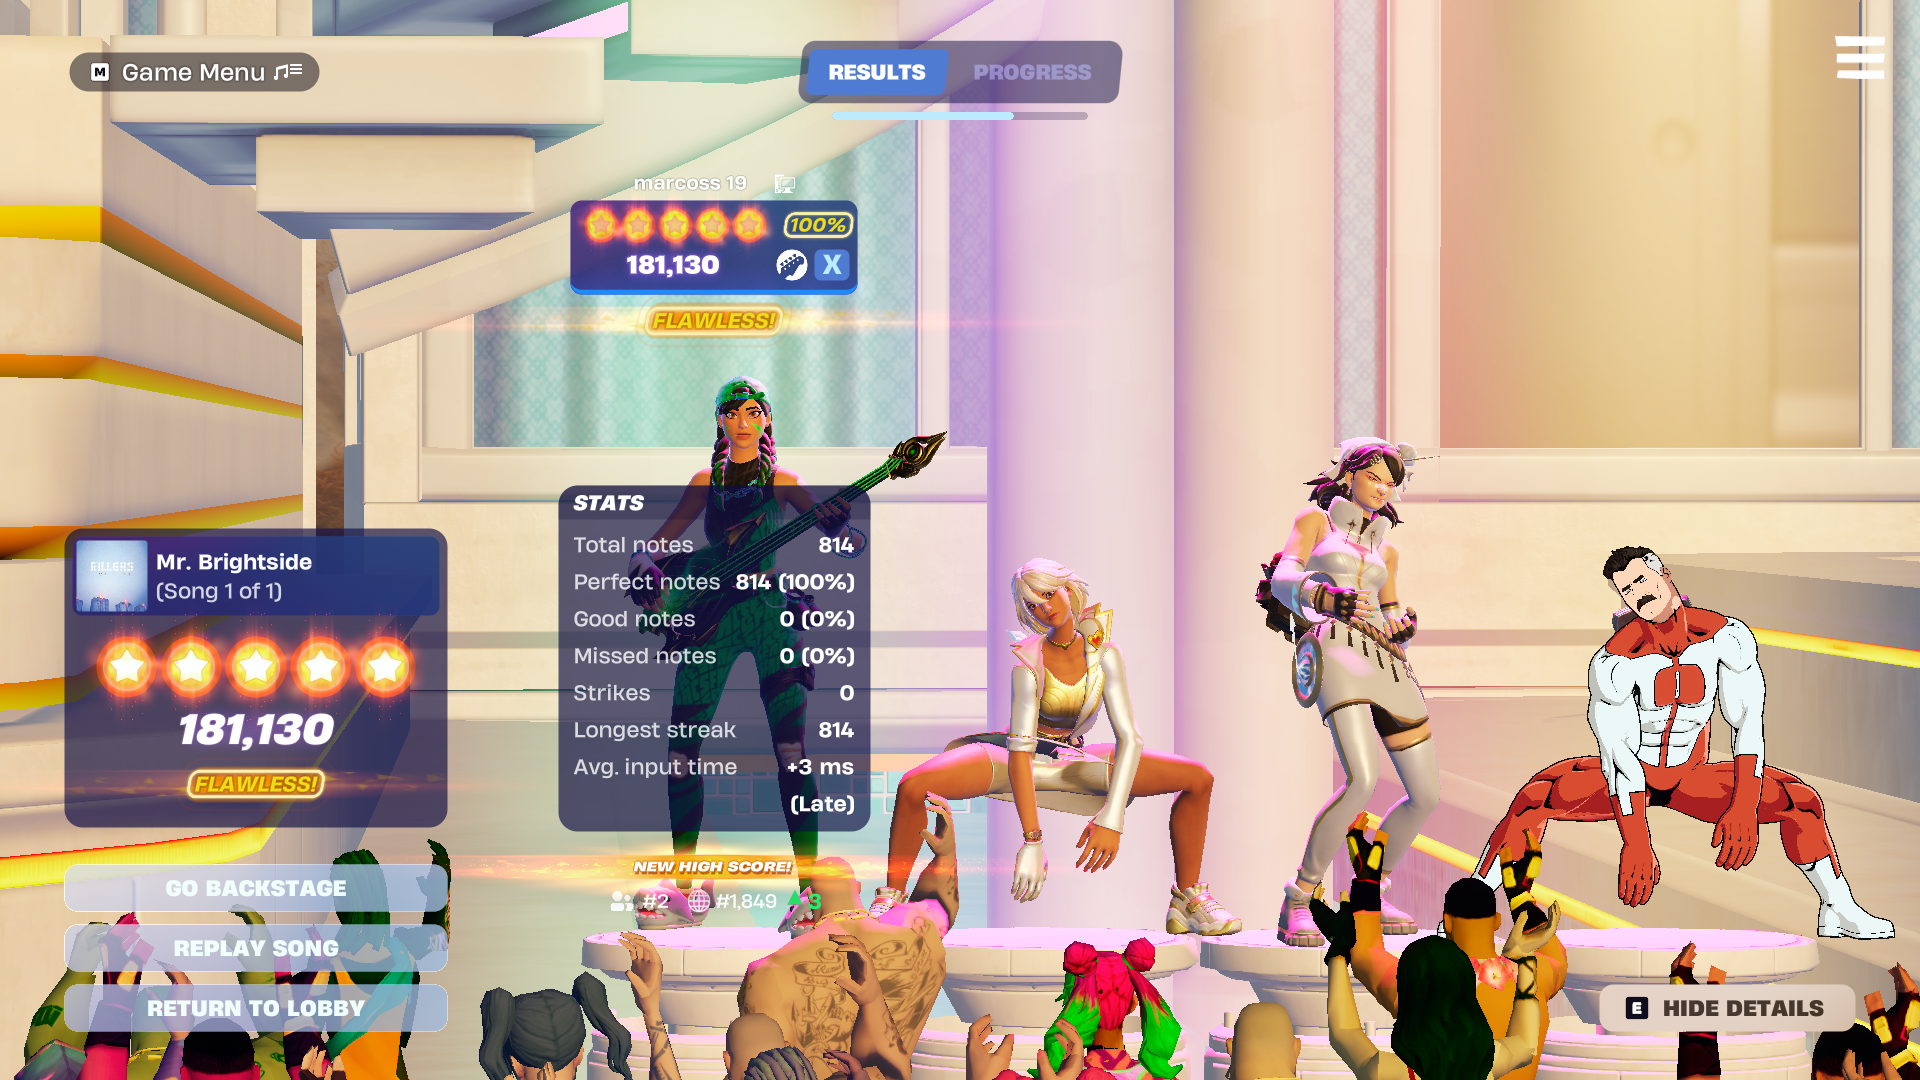 M Game Menu
RESULTS PROGRESS
marcoss 19
100%
181,130 X
FLAWLESS!
STATS
Total notes 814
Perfect notes 814 (100%)
Good notes 0 (0%)
Missed notes 0 (0%)
Strikes 0
Longest streak 814
Avg. input time +3 ms
(Late)
NEW HIGH SCORE!
#2 #1,849 3
KILLERS
Mr. Brightside
(Song 1 of 1)
181,130
FLAWLESS!
GO BACKSTAGE
REPLAY SONG
RETURN TO LOBBY
E HIDE DETAILS